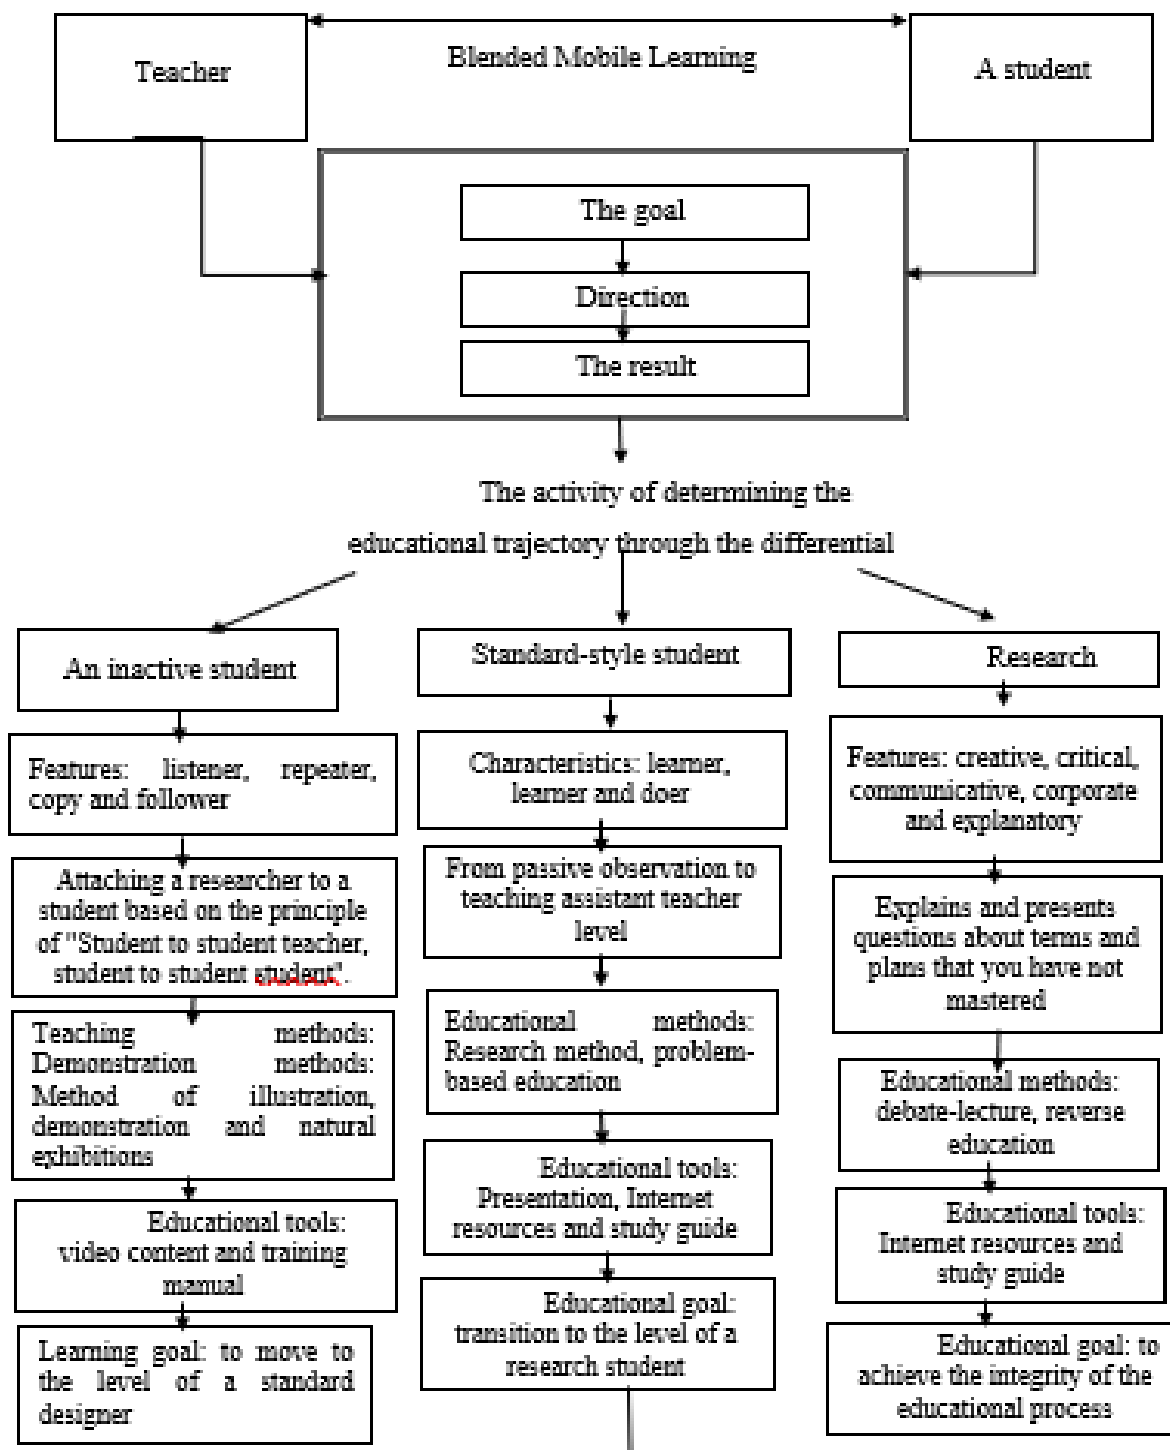 Teacher
Blended Mobile Learning
A student
The goal
Direction
The result
The activity of determining the
educational trajectory through the differential
An inactive student
Features: listener, repeater,
copy and follower
Attaching a researcher to a
student based on the principle
of "Student to student teacher,
student to student student".
Teaching methods:
Demonstration methods:
Method of illustration,
demonstration and natural
exhibitions
Educational tools:
video content and training
manual
Learning goal: to move to
the level of a standard
designer
Standard-style student
Characteristics: learner,
learner and doer
From passive observation to
teaching assistant teacher
level
Educational methods:
Research method, problem-
based education
Educational tools:
Presentation, Internet
resources and study guide
Educational goal:
transition to the level of a
research student
Research
Features: creative, critical,
communicative, corporate
and explanatory
Explains and presents
questions about terms and
plans that you have not
mastered
Educational methods:
debate-lecture, reverse
education
Educational tools:
Internet resources and
study guide
Educational goal: to
achieve the integrity of the
educational process